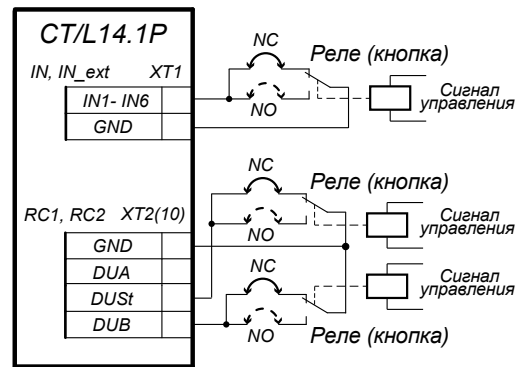 CT/L14.1P
IN, IN_ext XT1
IN1- IN6
GND
NC
NO
Реле (кнопка)
Сигнал
управления
RC1, RC2 XT2(10)
GND
DUA
DUSt
DUB
NC
NO
Реле (кнопка)
Сигнал
управления
NC
NO
Сигнал
управления
Реле (кнопка)